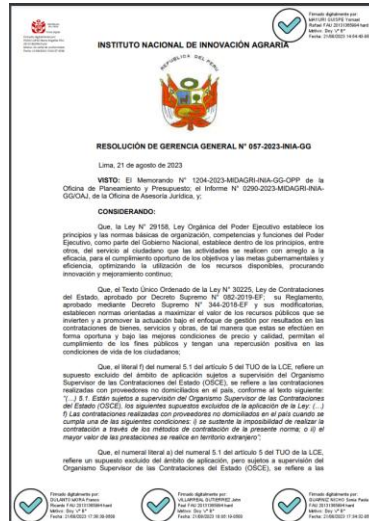 INSTITUTO NACIONAL DE INNOVACIÓN AGRARIA
REPUBLICA DEL PERU
RESOLUCIÓN DE GERENCIA GENERAL N° 057-2023-INIA-GG
Lima, 21 de agosto de 2023
VISTO: El Memorando N° 1204-2023-MIDAGRI-INIA-GG-OPP de la
Oficina de Planeamiento y Presupuesto; el Informe N° 0290-2023-MIDAGRI-INIA-
GG/OAJ, de la Oficina de Asesoría Jurídica, y;
CONSIDERANDO:
Que, la Ley N° 29158, Ley Orgánica del Poder Ejecutivo establece los
principios y las normas básicas de organización, competencias y funciones del Poder
Ejecutivo, como parte del Gobierno Nacional, establece dentro de los principios, entre
otros, del servicio al ciudadano que las actividades se realicen con arreglo a la
eficacia, para el cumplimiento oportuno de los objetivos y las metas gubernamentales y
eficiencia, optimizando la utilización de los recursos disponibles, procurando
innovación y mejoramiento continuo;
Que, el Texto Único Ordenado de la Ley N° 30225, Ley de Contrataciones
del Estado, aprobado por Decreto Supremo N° 082-2019-EF; su Reglamento,
aprobado mediante Decreto Supremo N° 344-2018-EF y sus modificatorias,
establecen normas orientadas a maximizar el valor de los recursos públicos que se
invierten y a promover la actuación bajo el enfoque de gestión por resultados en las
contrataciones de bienes, servicios y obras, de tal manera que estas se efectúen en
forma oportuna y bajo las mejores condiciones de precio y calidad, permitan el
cumplimiento de los fines públicos y tengan una repercusión positiva en las
condiciones de vida de los ciudadanos;
Que, el literal f) del numeral 5.1 del artículo 5 del TUO de la LCE, refiere un
supuesto excluido del ámbito de aplicación sujetos a supervisión del Organismo
Supervisor de las Contrataciones del Estado (OSCE), se refiere a las contrataciones
realizadas con proveedores no domiciliados en el país, conforme al texto siguiente:
"(...) 5.1. Están sujetos a supervisión del Organismo Supervisor de las Contrataciones
del Estado (OSCE), los siguientes supuestos excluidos de la aplicación de la Ley: (...)
f) Las contrataciones realizadas con proveedores no domiciliados en el país cuando se
cumpla una de las siguientes condiciones: i) se sustente la imposibilidad de realizar la
contratación a través de los métodos de contratación de la presente norma; o ii) el
mayor valor de las prestaciones se realice en territorio extranjero";
Que, el numeral literal a) del numeral 5.1 del artículo 5 del TUO de la LCE,
refiere un supuesto excluido del ámbito de aplicación, pero sujetos a supervisión del
Organismo Supervisor de las Contrataciones del Estado (OSCE), se refiere a las
Firmado digitalmente por:
Firmado digitalmente por:
Firmado digitalmente por:
Firmado digitalmente por: